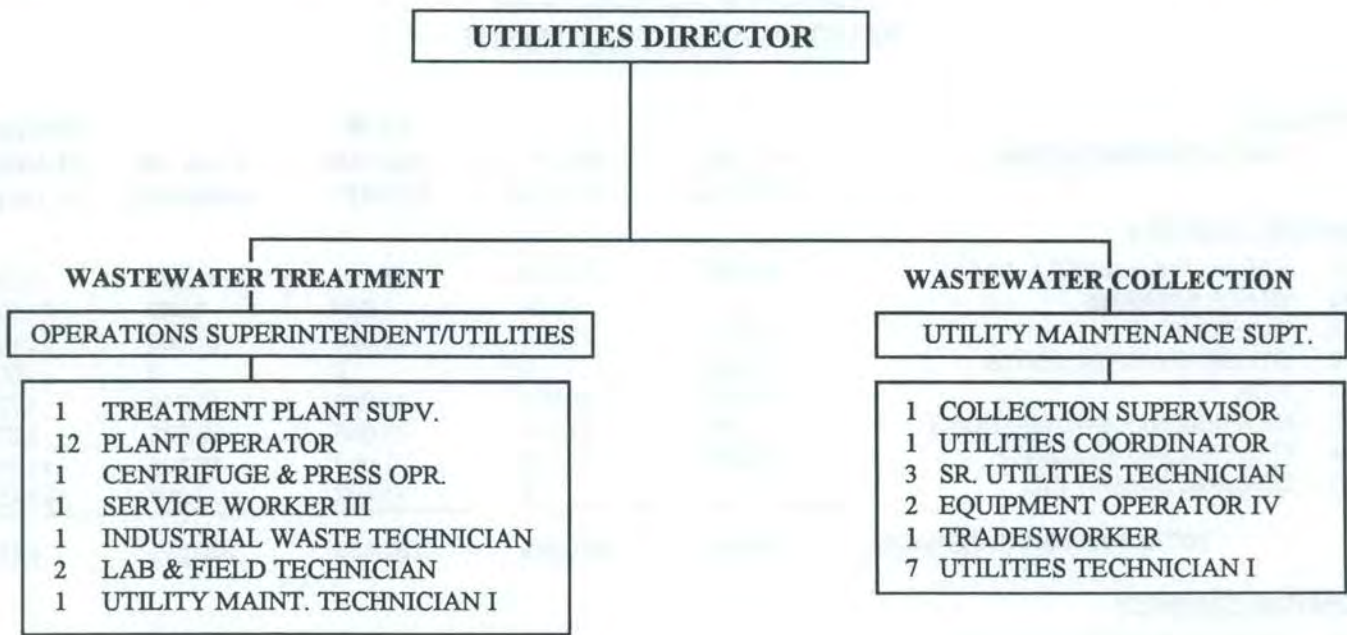 UTILITIES DIRECTOR
WASTEWATER TREATMENT
OPERATIONS SUPERINTENDENT/UTILITIES
1 TREATMENT PLANT SUPV.
12 PLANT OPERATOR
1 CENTRIFUGE & PRESS OPR.
1 SERVICE WORKER III
1 INDUSTRIAL WASTE TECHNICIAN
2 LAB & FIELD TECHNICIAN
1 UTILITY MAINT. TECHNICIAN I
WASTEWATER COLLECTION
UTILITY MAINTENANCE SUPT.
1 COLLECTION SUPERVISOR
1 UTILITIES COORDINATOR
3 SR. UTILITIES TECHNICIAN
2 EQUIPMENT OPERATOR IV
1 TRADESWORKER
7 UTILITIES TECHNICIAN I